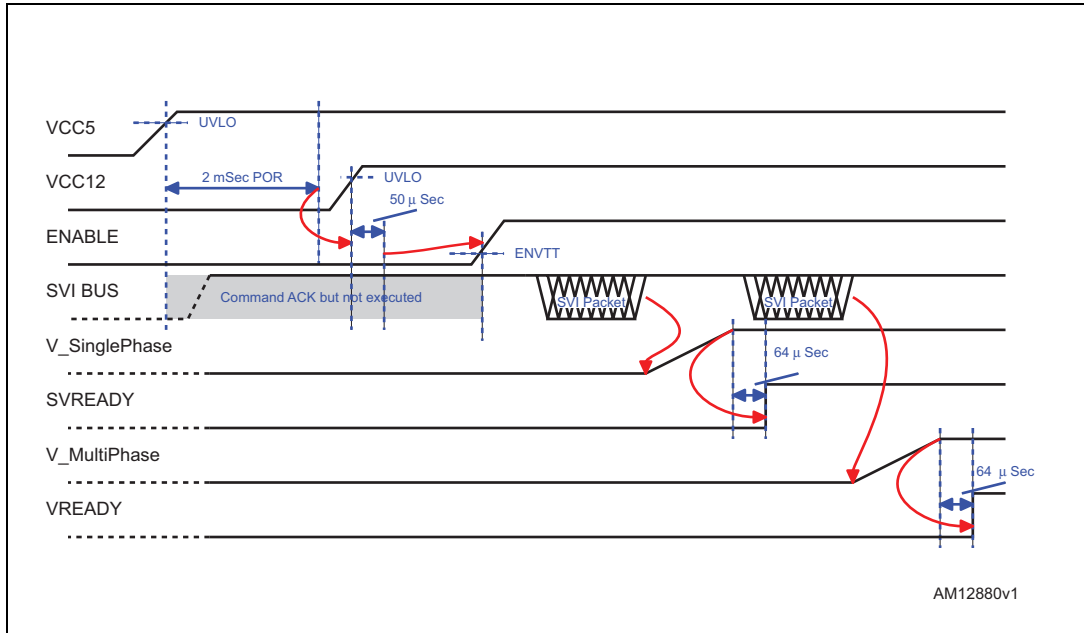 VCC5
UVLO
VCC12
2 mSec POR
UVLO
50 μ Sec
ENABLE
ENVTT
SVI BUS
Command ACK but not executed
SVI Packet
SVI Packet
V_SinglePhase
64 μ Sec
SVREADY
V_MultiPhase
64 μ Sec
VREADY
AM12880v1